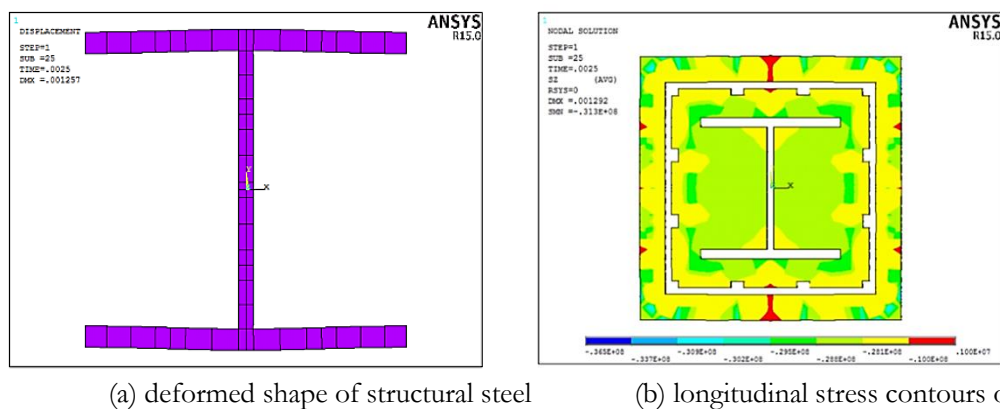 1
DISPLACEMENT
STEP=1
SUB =25
TIME=.0025
DMX =.001257
ANSYS
R15.0
Y
X
1
NODAL SOLUTION
STEP=1
SUB =25
TIME=.0025
SZ (AVG)
RSYS=0
DMX =.001292
SMN =-.313E+08
ANSYS
R15.0
X
-.365E+08 -.309E+08 -.295E+08 -.281E+08 .100E+07
-.337E+08 -.302E+08 -.288E+08 -.100E+08
(a) deformed shape of structural steel
(b) longitudinal stress contours o